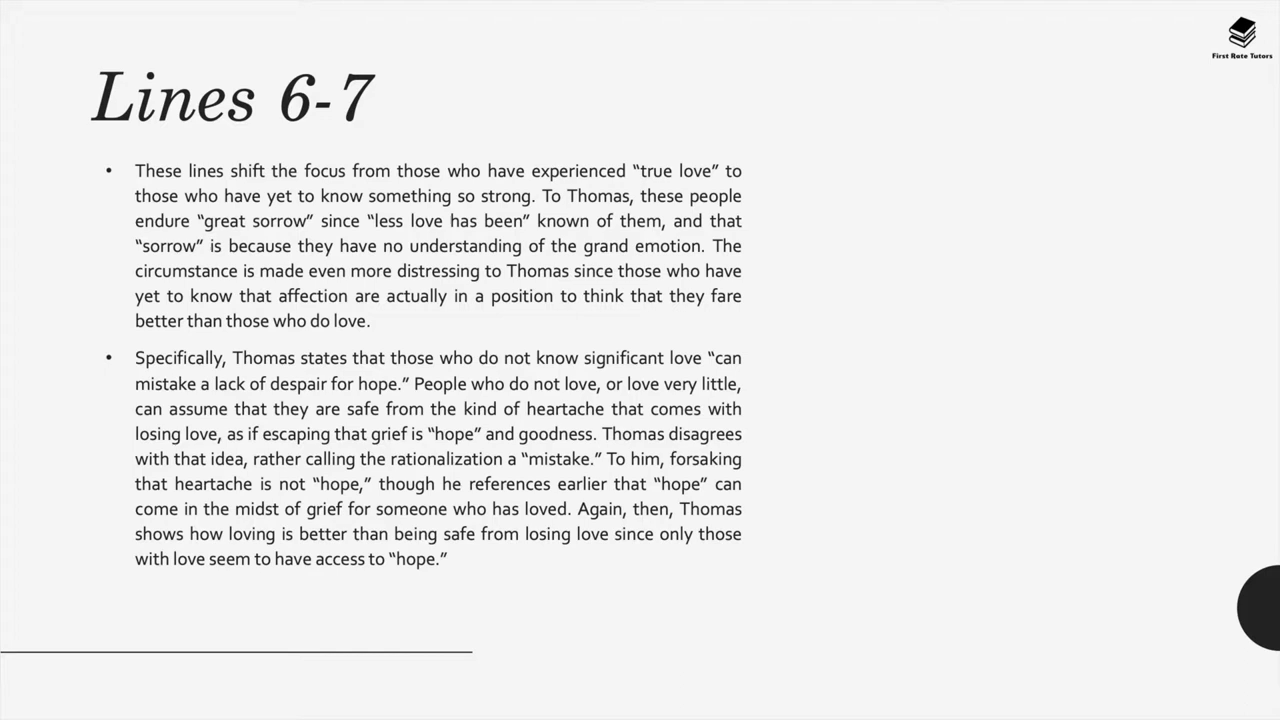 First Rate Tutors
Lines 6-7
• These lines shift the focus from those who have experienced “true love” to
those who have yet to know something so strong. To Thomas, these people
endure “great sorrow” since “less love has been” known of them, and that
“sorrow” is because they have no understanding of the grand emotion. The
circumstance is made even more distressing to Thomas since those who have
yet to know that affection are actually in a position to think that they fare
better than those who do love.
• Specifically, Thomas states that those who do not know significant love “can
mistake a lack of despair for hope.” People who do not love, or love very little,
can assume that they are safe from the kind of heartache that comes with
losing love, as if escaping that grief is “hope” and goodness. Thomas disagrees
with that idea, rather calling the rationalization a “mistake.” To him, forsaking
that heartache is not “hope,” though he references earlier that “hope” can
come in the midst of grief for someone who has loved. Again, then, Thomas
shows how loving is better than being safe from losing love since only those
with love seem to have access to “hope.”